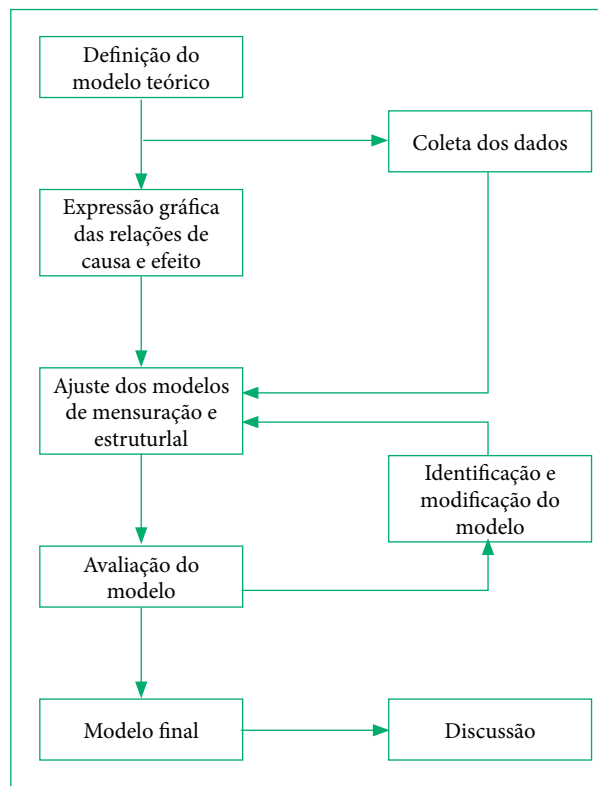 Definição do
modelo teórico
Coleta dos dados
Expressão gráfica
das relações de
causa e efeito
Ajuste dos modelos
de mensuração e
estruturlal
Identificação e
modificação do
modelo
Avaliação do
modelo
Modelo final
Discussão